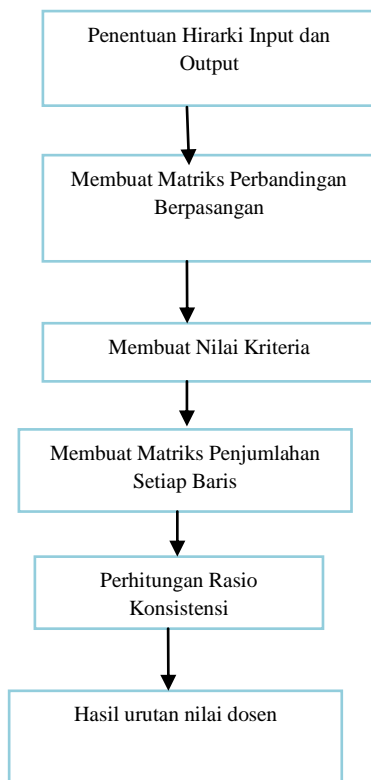 Penentuan Hirarki Input dan
Output
Membuat Matriks Perbandingan
Berpasangan
Membuat Nilai Kriteria
Membuat Matriks Penjumlahan
Setiap Baris
Perhitungan Rasio
Konsistensi
Hasil urutan nilai dosen